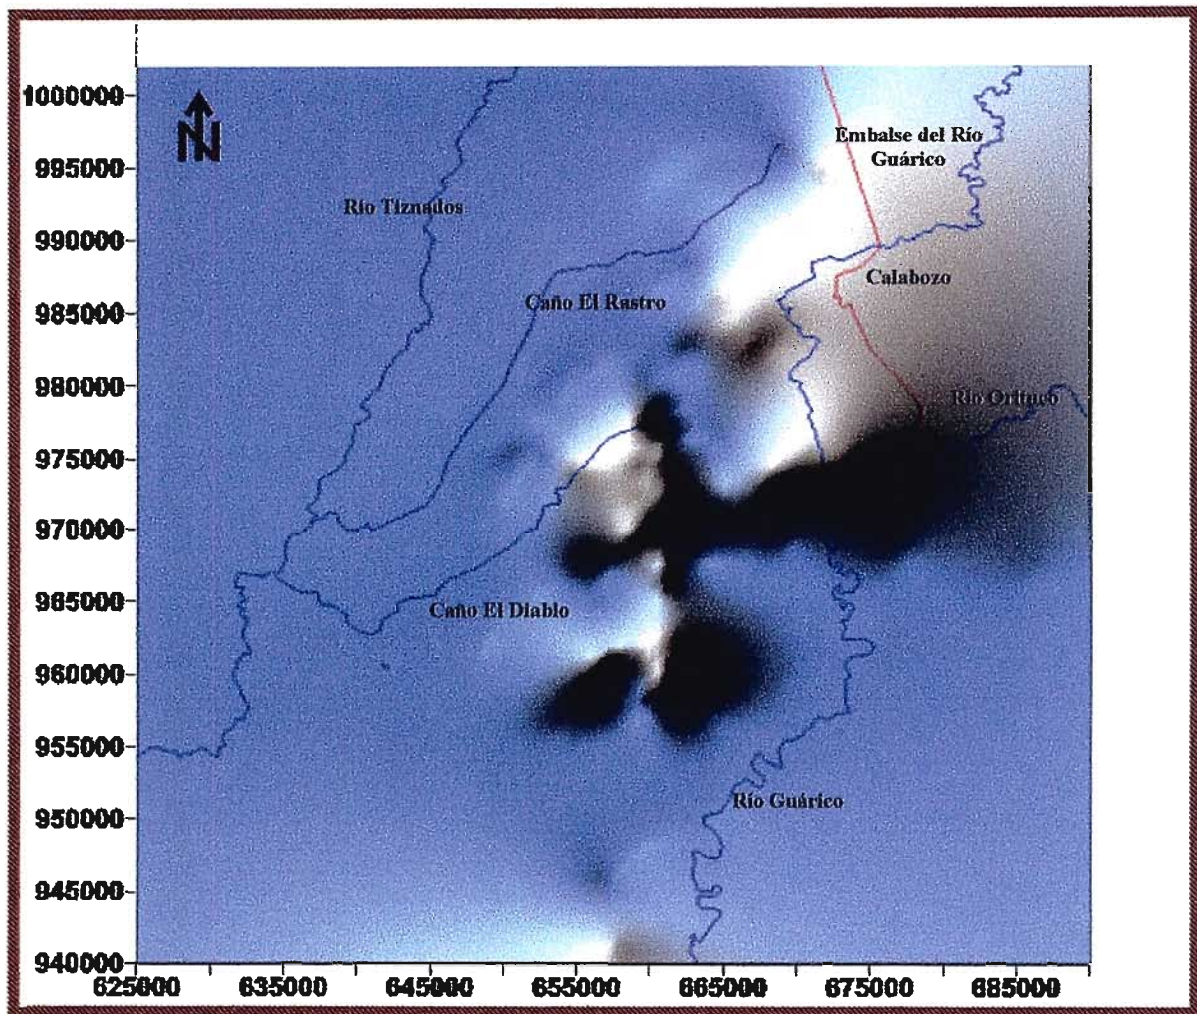 1000000
N
Embalse del Río
Guárico
995000
Río Tiznados
990000
Calabozo
Caño El Rastro
985000
980000
Río Orituco
975000
970000
965000
Caño El Diablo
960000
955000
Río Guárico
950000
945000
940000
625000 635000 645000 655000 665000 675000 685000